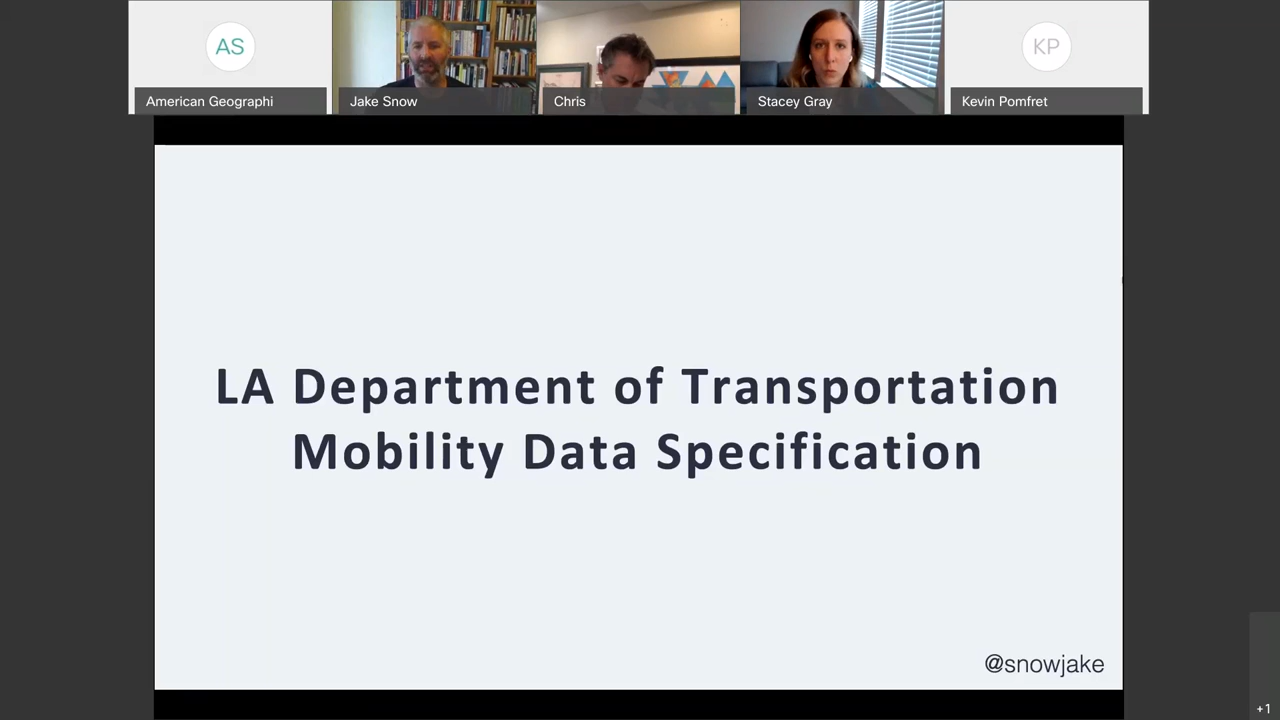 AS
KP
American Geographi
Jake Snow
Chris
Stacey Gray
Kevin Pomfret
LA Department of Transportation
Mobility Data Specification
@snowjake
+1